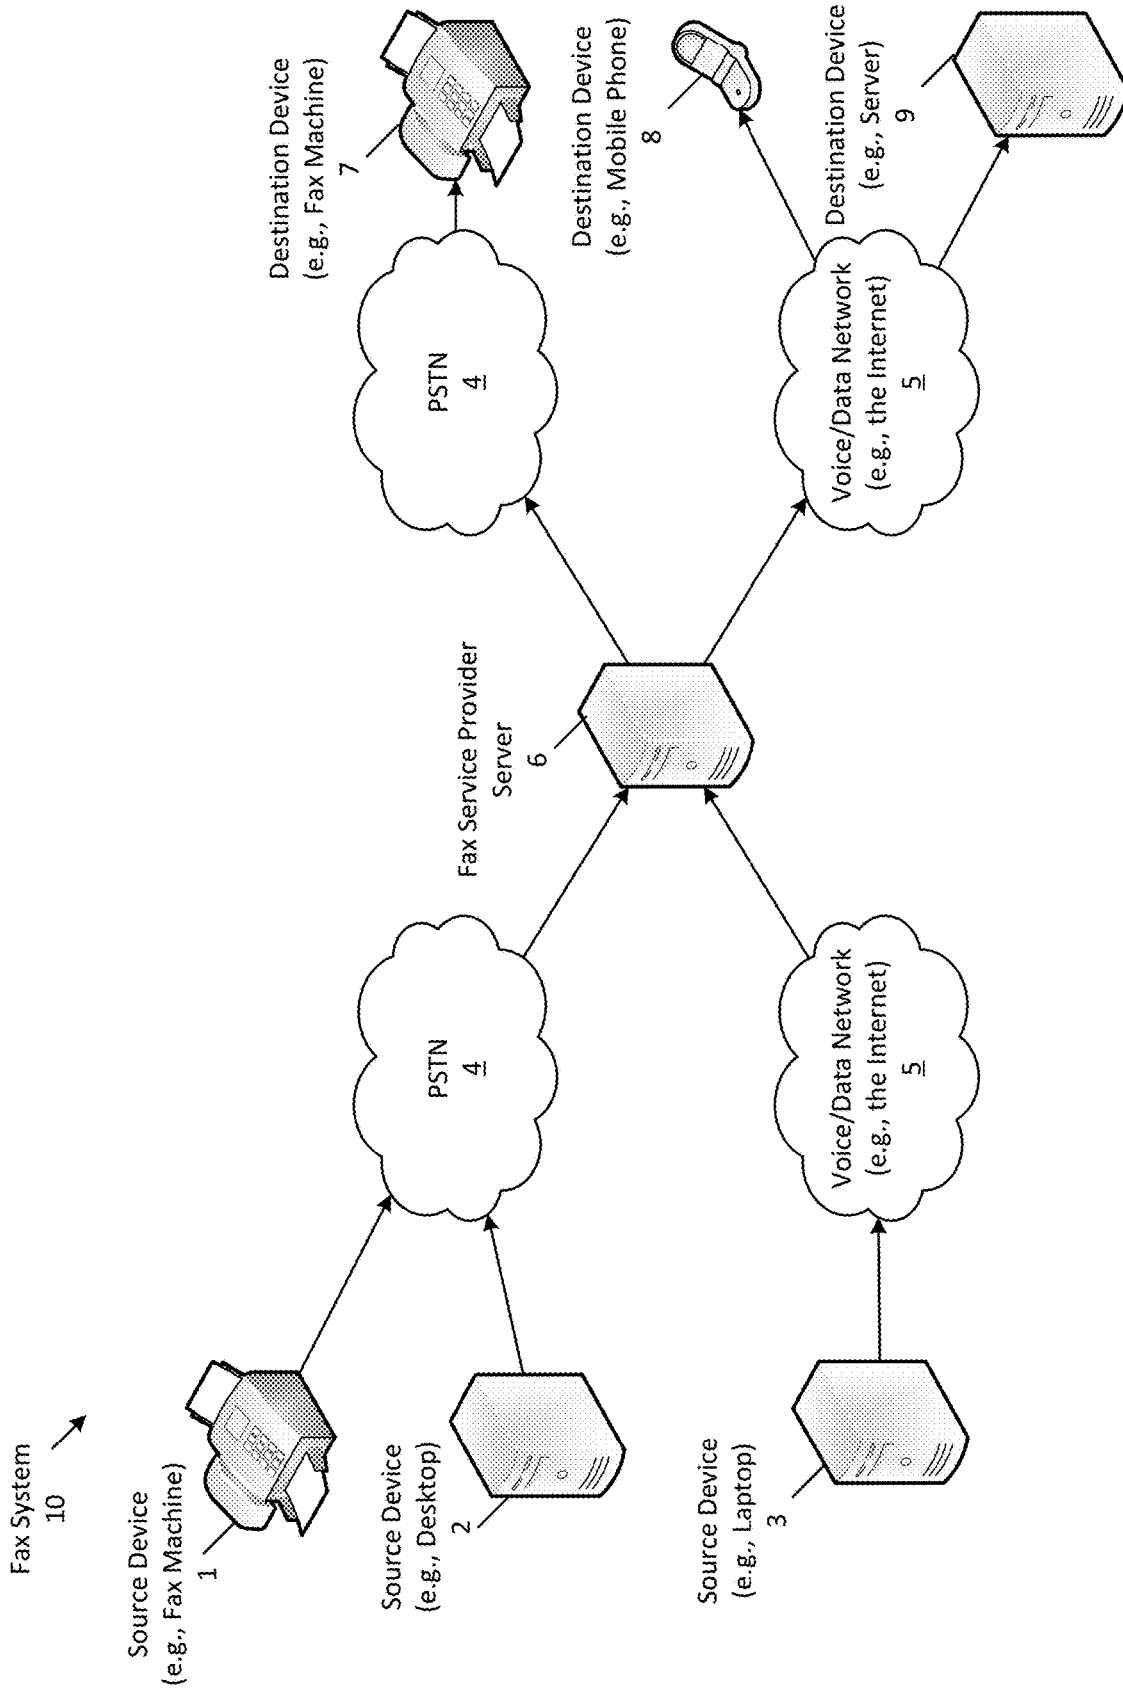 Fax System
10
Source Device
(e.g., Fax Machine)
1
Source Device
(e.g., Desktop)
2
Source Device
(e.g., Laptop)
3
PSTN
4
Voice/Data Network
(e.g., the Internet)
5
Fax Service Provider
Server
6
PSTN
4
Voice/Data Network
(e.g., the Internet)
5
Destination Device
(e.g., Fax Machine)
7
Destination Device
(e.g., Mobile Phone)
8
Destination Device
(e.g., Server)
9